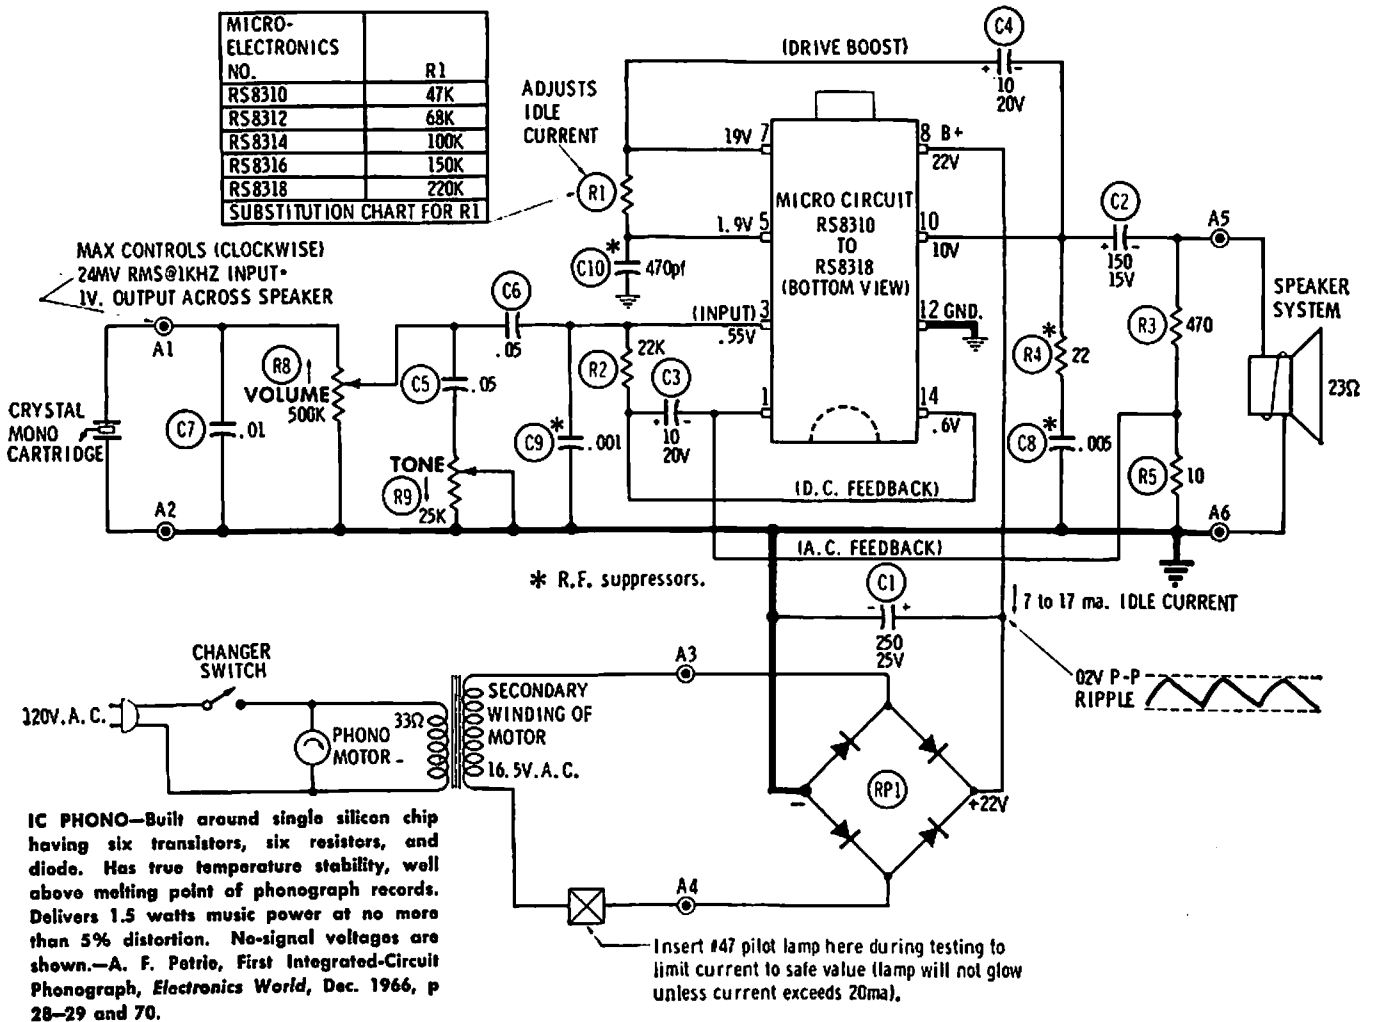 MICRO-
ELECTRONICS
NO. R1
RS8310 47K
RS8312 68K
RS8314 100K
RS8316 150K
RS8318 220K
SUBSTITUTION CHART FOR R1
ADJUSTS
IDLE
CURRENT
(DRIVE BOOST)
C4
+ -
10
20V
19V 7
8 B+
22V
R1
MICRO CIRCUIT
RS8310
TO
RS8318
(BOTTOM VIEW)
1.9V 5
10
10V
C2
+ -
150
15V
A5
* C10 470pf
MAX CONTROLS (CLOCKWISE)
24MV RMS@1KHZ INPUT•
1V. OUTPUT ACROSS SPEAKER
C6
.05
(INPUT) 3
.55V
12 GND.
SPEAKER
SYSTEM
23Ω
A1
R8
VOLUME
500K
C5 .05
R2 22K
C3
+ -
10
20V
1
14
.6V
* R4 22
R3 470
CRYSTAL
MONO
CARTRIDGE
C7 .01
* C9 .001
* C8 .005
TONE
R9
25K
R5 10
(D.C. FEEDBACK)
A2
A6
(A.C. FEEDBACK)
* R.F. suppressors.
C1
- +
250
25V
7 to 17 ma. IDLE CURRENT
02V P-P
RIPPLE
CHANGER
SWITCH
A3
120V.A.C.
PHONO
MOTOR
33Ω
SECONDARY
WINDING OF
MOTOR
16.5V.A.C.
RP1
-
+22V
A4
Insert #47 pilot lamp here during testing to
limit current to safe value (lamp will not glow
unless current exceeds 20ma).
IC PHONO—Built around single silicon chip
having six transistors, six resistors, and
diode. Has true temperature stability, well
above melting point of phonograph records.
Delivers 1.5 watts music power at no more
than 5% distortion. No-signal voltages are
shown.—A. F. Petrie, First Integrated-Circuit
Phonograph, Electronics World, Dec. 1966, p
28–29 and 70.